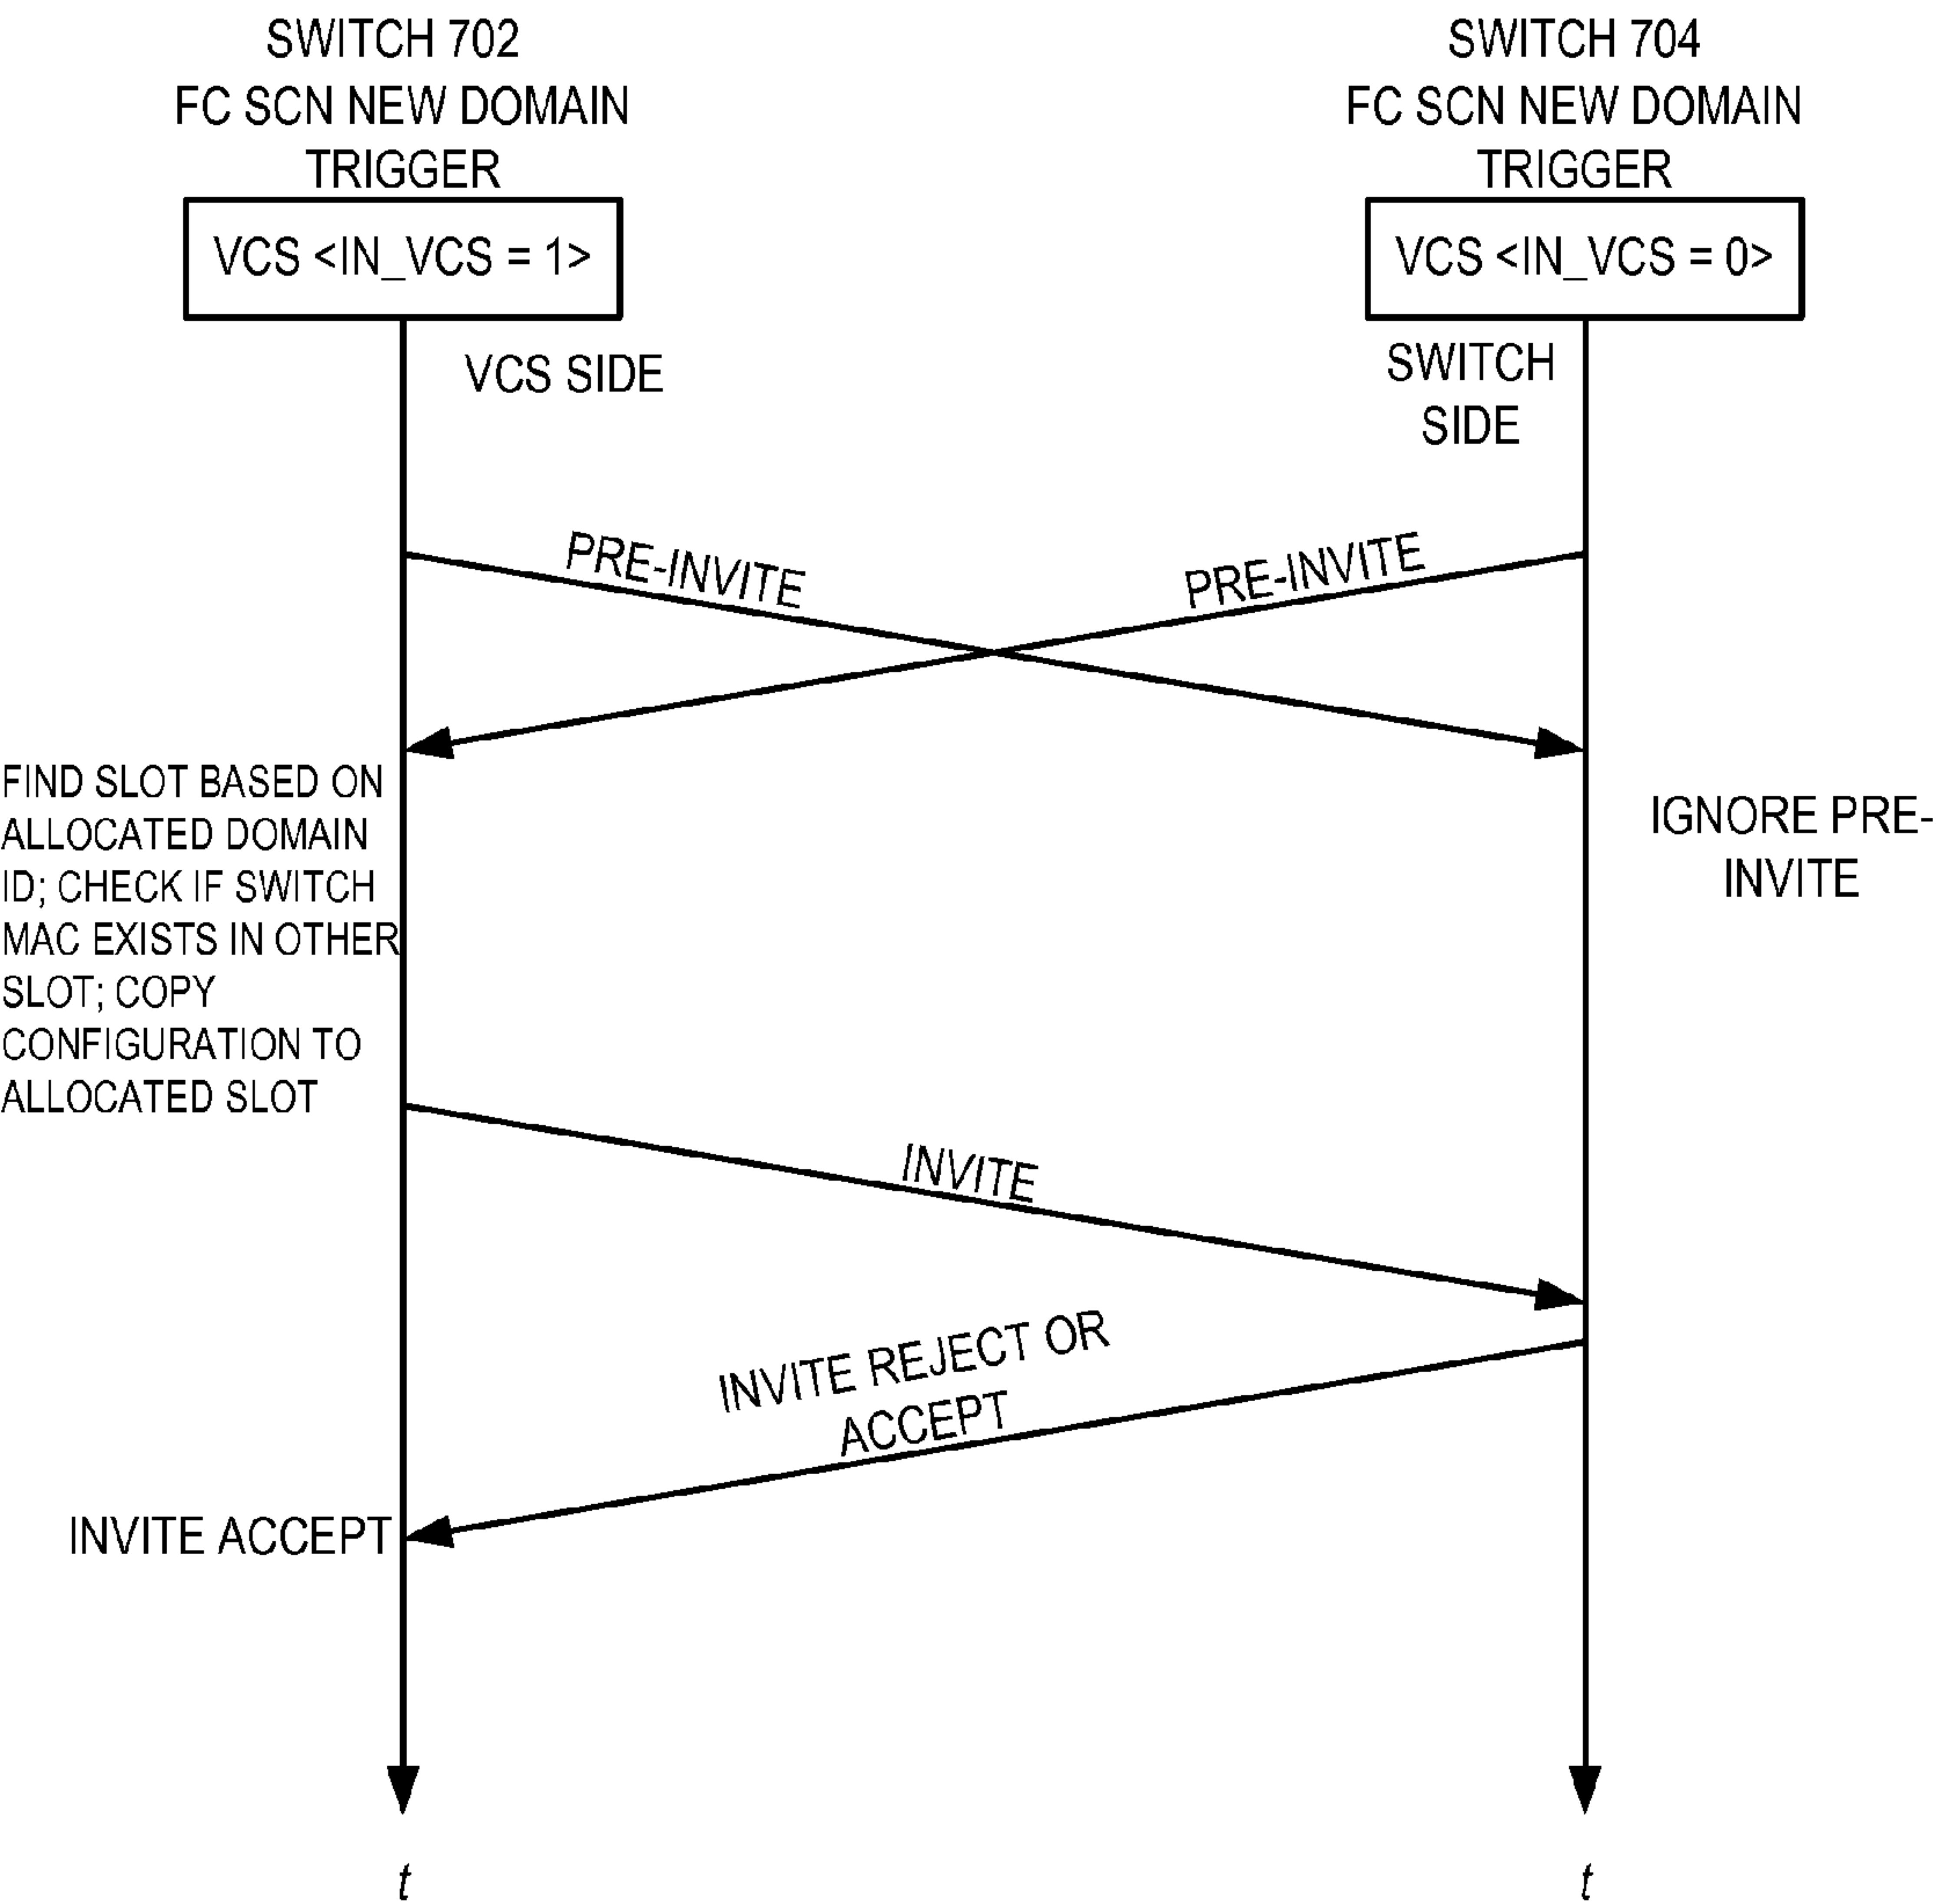 SWITCH 702
FC SCN NEW DOMAIN
TRIGGER
VCS <IN_VCS = 1>
VCS SIDE
SWITCH 704
FC SCN NEW DOMAIN
TRIGGER
VCS <IN_VCS = 0>
SWITCH
SIDE
PRE-INVITE
PRE-INVITE
FIND SLOT BASED ON
ALLOCATED DOMAIN
ID; CHECK IF SWITCH
MAC EXISTS IN OTHER
SLOT; COPY
CONFIGURATION TO
ALLOCATED SLOT
IGNORE PRE-
INVITE
INVITE
INVITE REJECT OR
ACCEPT
INVITE ACCEPT
t
t